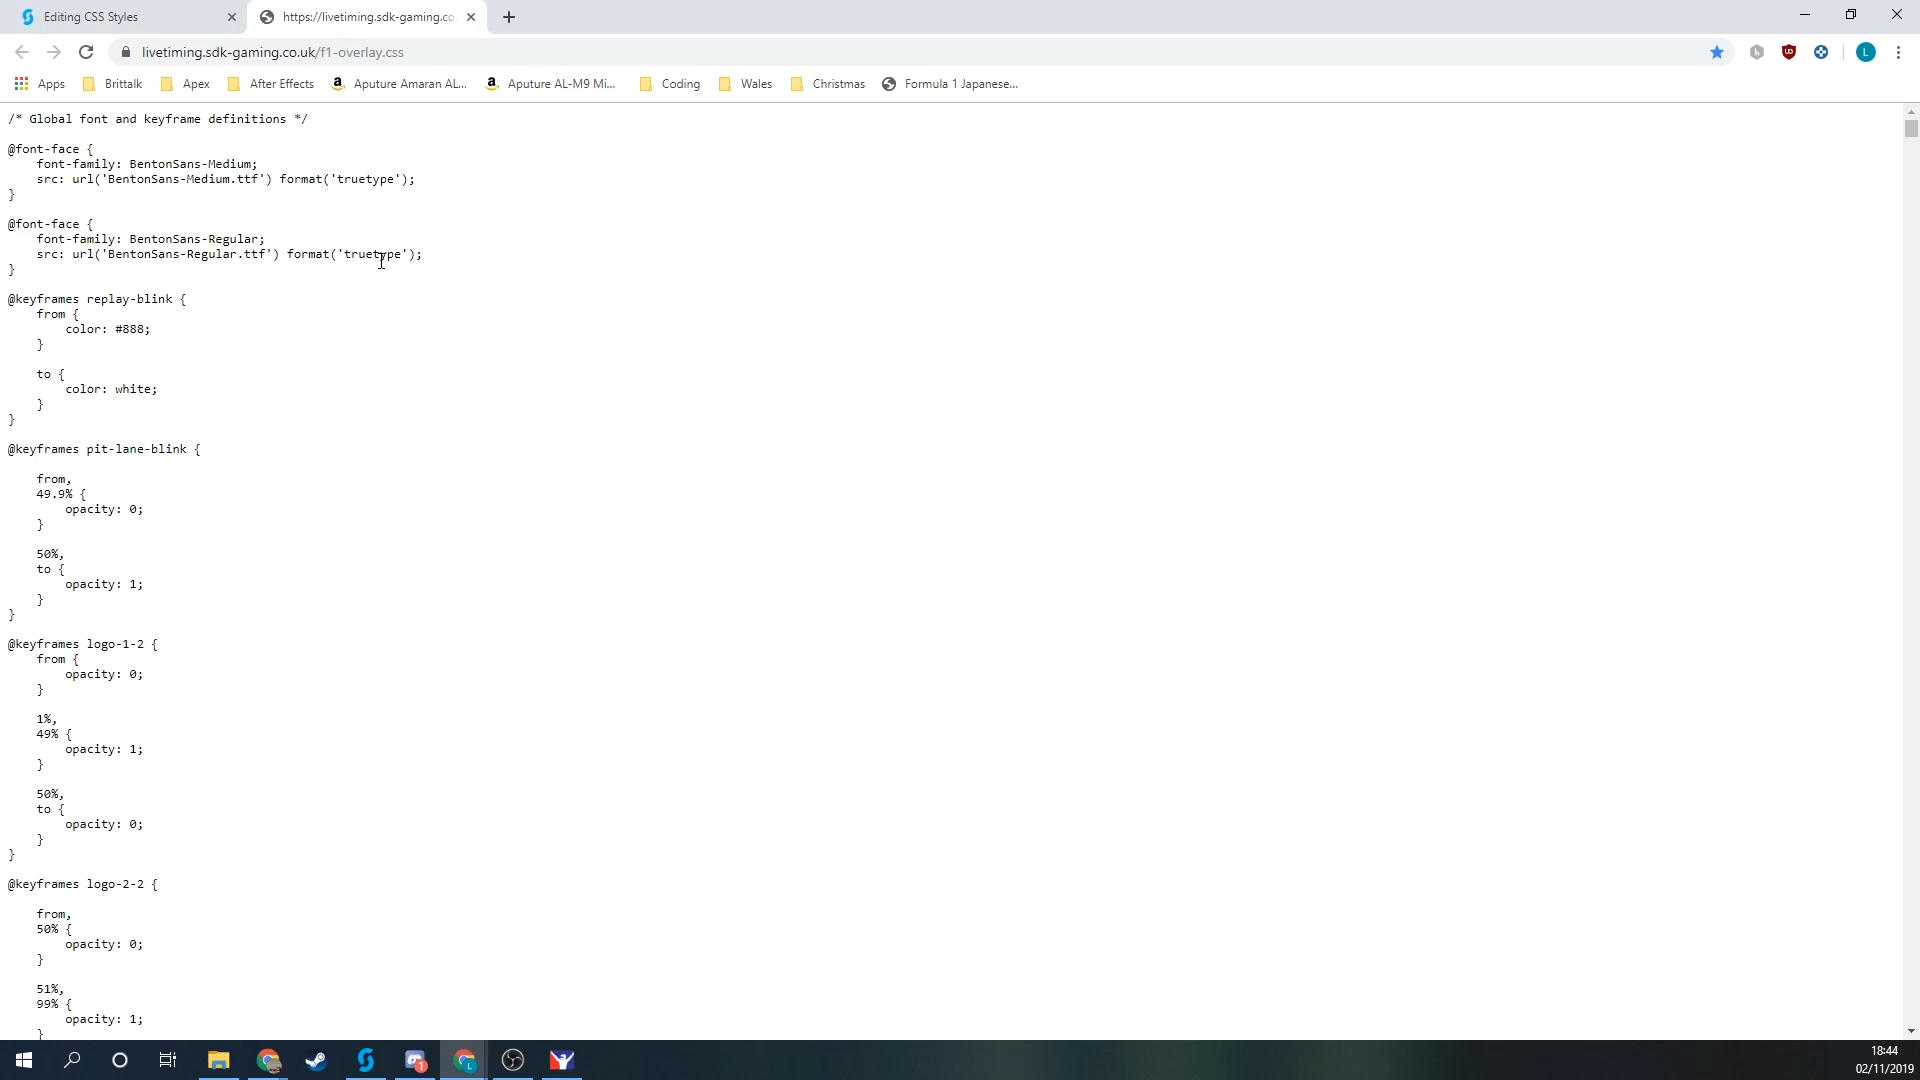 Editing CSS Styles
https://livetiming.sdk-gaming.co
livetiming.sdk-gaming.co.uk/f1-overlay.css
L
Apps
Brittalk
Apex
After Effects
Aputure Amaran AL...
Aputure AL-M9 Mi...
Coding
Wales
Christmas
Formula 1 Japanese...
/* Global font and keyframe definitions */
@font-face {
font-family: BentonSans-Medium;
src: url('BentonSans-Medium.ttf') format('truetype');
}
@font-face {
font-family: BentonSans-Regular;
src: url('BentonSans-Regular.ttf') format('truetype');
}
@keyframes replay-blink {
from {
color: #888;
}
to {
color: white;
}
}
@keyframes pit-lane-blink {
from,
49.9% {
opacity: 0;
}
50%,
to {
opacity: 1;
}
}
@keyframes logo-1-2 {
from {
opacity: 0;
}
1%,
49% {
opacity: 1;
}
50%,
to {
opacity: 0;
}
}
@keyframes logo-2-2 {
from,
50% {
opacity: 0;
}
51%,
99% {
opacity: 1;
}
1
L
18:44
02/11/2019